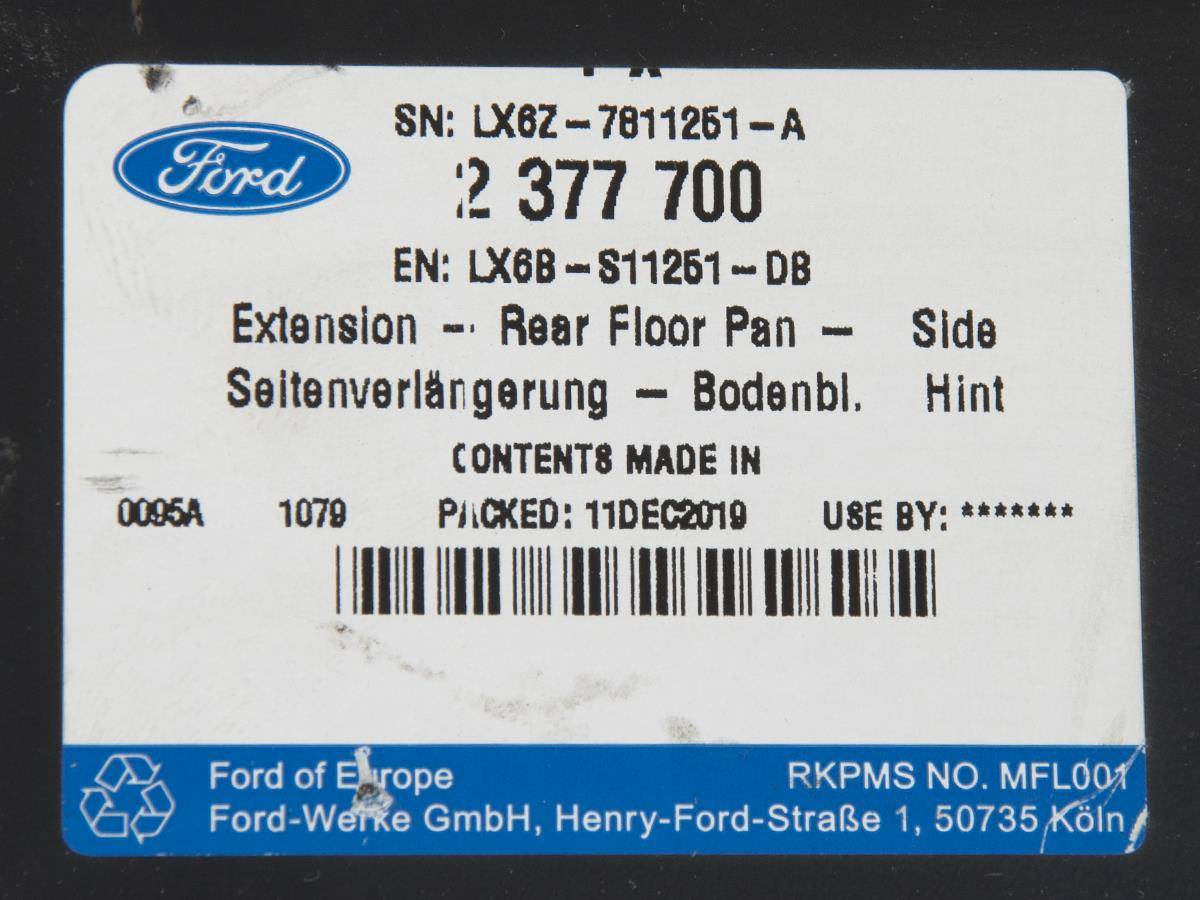 SN: LX6Z-7811251-A
Ford
2 377 700
EN: LX6B-S11251-DB
Extension - Rear Floor Pan - Side
Seitenverlängerung - Bodenbl. Hint
CONTENTS MADE IN
0095A 1079 PACKED: 11DEC2019 USE BY: *******
Ford of Europe RKPMS NO. MFL001
Ford-Werke GmbH, Henry-Ford-Straße 1, 50735 Köln